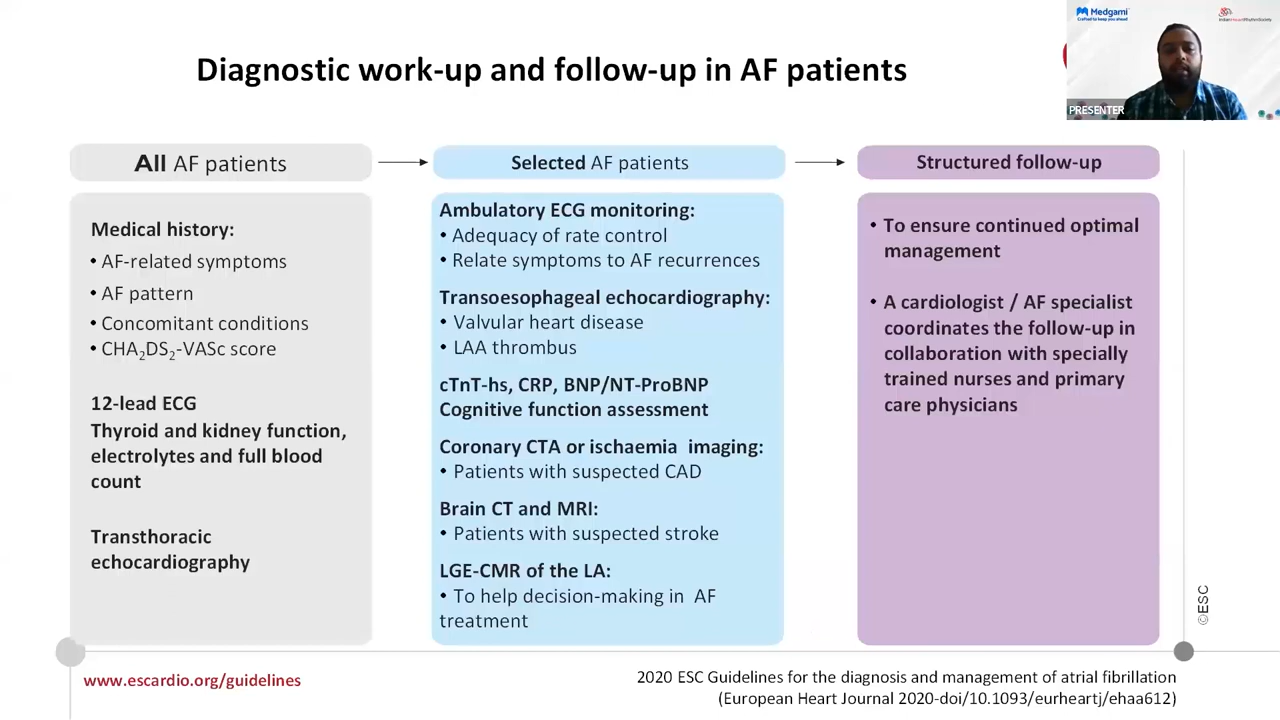 Medgami
Crafted to keep you ahead
Diagnostic work-up and follow-up in AF patients
PRESENTER
All AF patients
Medical history:
• AF-related symptoms
• AF pattern
• Concomitant conditions
• CHA₂DS₂-VASc score
12-lead ECG
Thyroid and kidney function,
electrolytes and full blood
count
Transthoracic
echocardiography
Selected AF patients
Ambulatory ECG monitoring:
• Adequacy of rate control
• Relate symptoms to AF recurrences
Transoesophageal echocardiography:
• Valvular heart disease
• LAA thrombus
cTnT-hs, CRP, BNP/NT-ProBNP
Cognitive function assessment
Coronary CTA or ischaemia imaging:
• Patients with suspected CAD
Brain CT and MRI:
• Patients with suspected stroke
LGE-CMR of the LA:
• To help decision-making in AF
treatment
Structured follow-up
• To ensure continued optimal
management
• A cardiologist / AF specialist
coordinates the follow-up in
collaboration with specially
trained nurses and primary
care physicians
©ESC
www.escardio.org/guidelines
2020 ESC Guidelines for the diagnosis and management of atrial fibrillation
(European Heart Journal 2020-doi/10.1093/eurheartj/ehaa612)